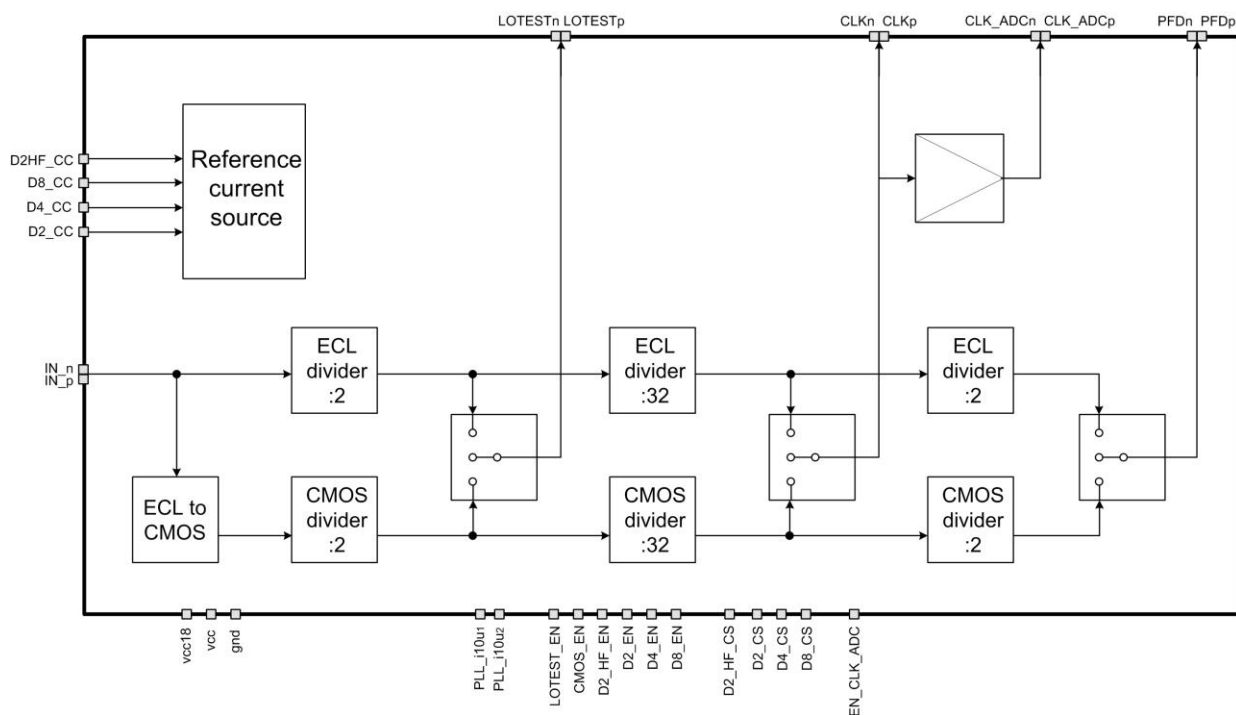 LOTESTn LOTESTp
CLKn CLKp
CLK_ADCn CLK_ADCp
PFDn PFDp
D2HF_CC
D8_CC
D4_CC
D2_CC
Reference
current
source
IN_n
IN_p
ECL
divider
:2
ECL
divider
:32
ECL
divider
:2
ECL to
CMOS
CMOS
divider
:2
CMOS
divider
:32
CMOS
divider
:2
vcc18
vcc
gnd
PLL_i10u1
PLL_i10u2
LOTEST_EN
CMOS_EN
D2_HF_EN
D2_EN
D4_EN
D8_EN
D2_HF_CS
D2_CS
D4_CS
D8_CS
EN_CLK_ADC